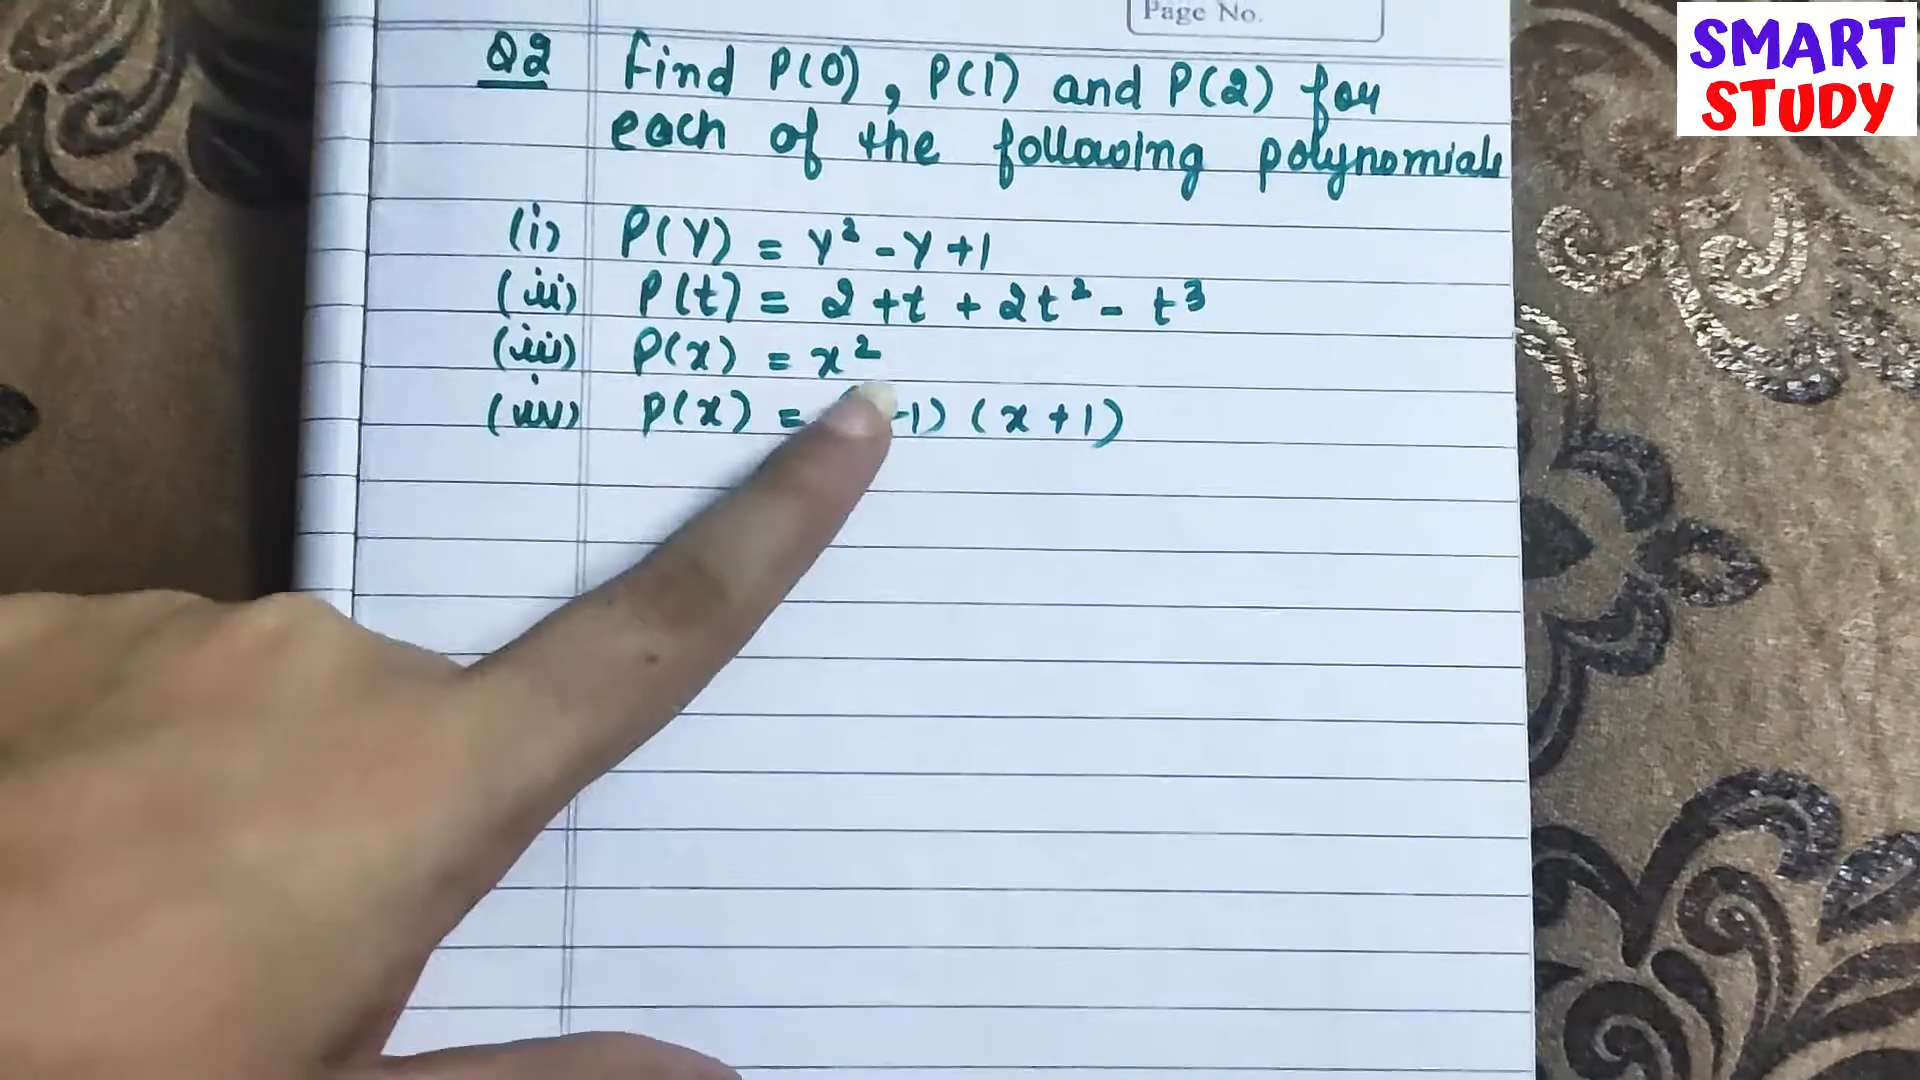 Page No.
SMART
STUDY
Q2 Find P(0), P(1) and P(2) for
each of the following polynomials
(i) P(Y) = Y² - Y + 1
(ii) P(t) = 2 + t + 2t² - t³
(iii) P(x) = x²
(iv) P(x) = -1) (x + 1)